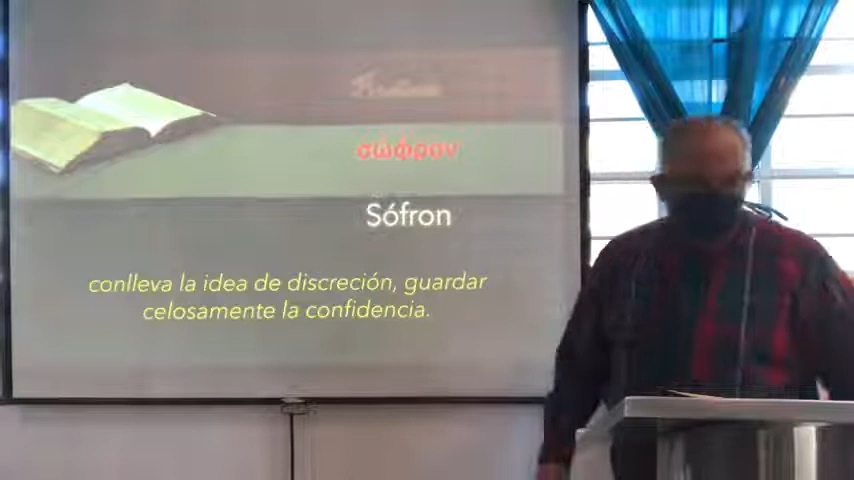 σώφρον
Sófron
conlleva la idea de discreción, guardar
celosamente la confidencia.